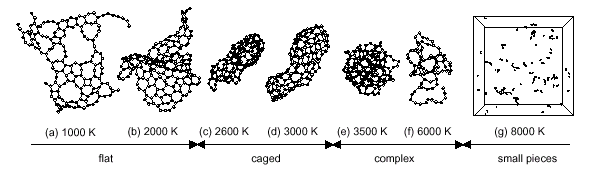 (a) 1000 K (b) 2000 K (c) 2600 K (d) 3000 K (e) 3500 K (f) 6000 K (g) 8000 K
flat caged complex small pieces